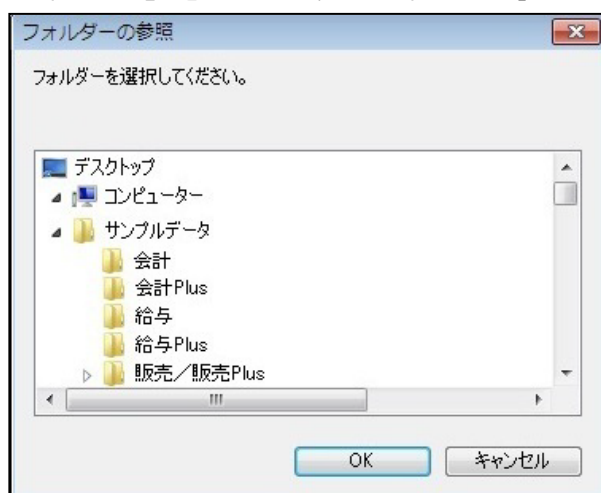 フォルダーの参照
フォルダーを選択してください。
デスクトップ
コンピューター
サンプルデータ
会計
会計Plus
給与
給与Plus
販売／販売Plus
OK
キャンセル